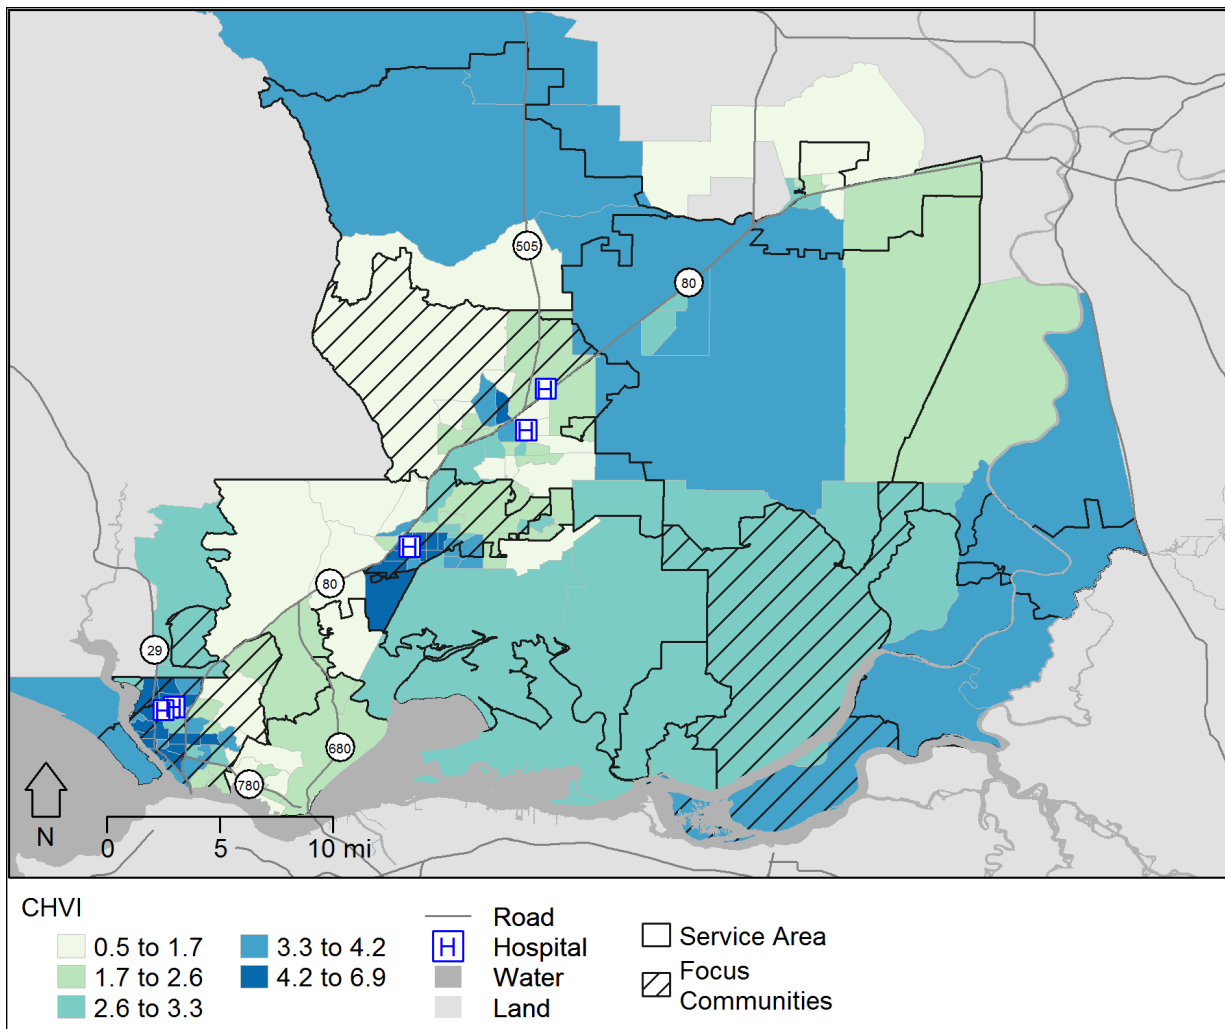 505
80
H
H
H
80
29
H
H
680
780
N
0 5 10 mi
CHVI
0.5 to 1.7
1.7 to 2.6
2.6 to 3.3
3.3 to 4.2
4.2 to 6.9
Road
H Hospital
Water
Land
Service Area
Focus
Communities